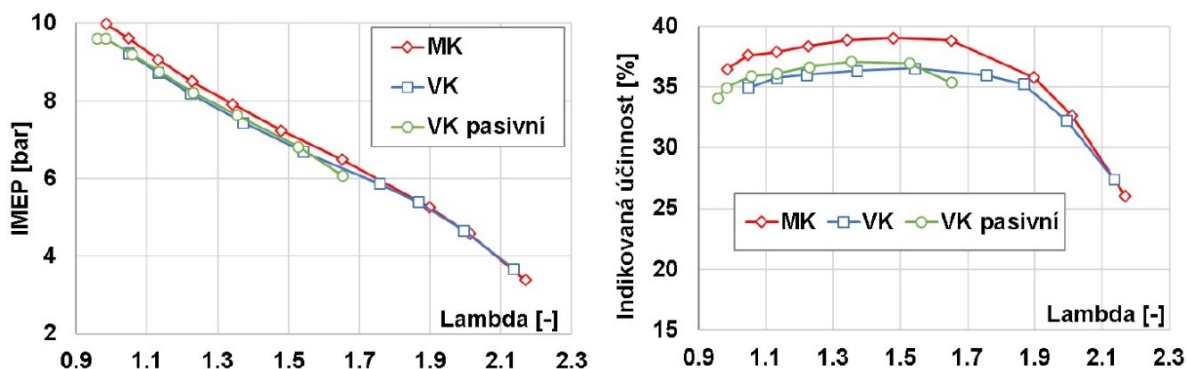 IMEP [bar]
10
8
6
4
2
MK
VK
VK pasivní
Lambda [-]
0.9 1.1 1.3 1.5 1.7 1.9 2.1 2.3
Indikovaná účinnost [%]
40
35
30
25
20
15
MK VK VK pasivní
Lambda [-]
0.9 1.1 1.3 1.5 1.7 1.9 2.1 2.3